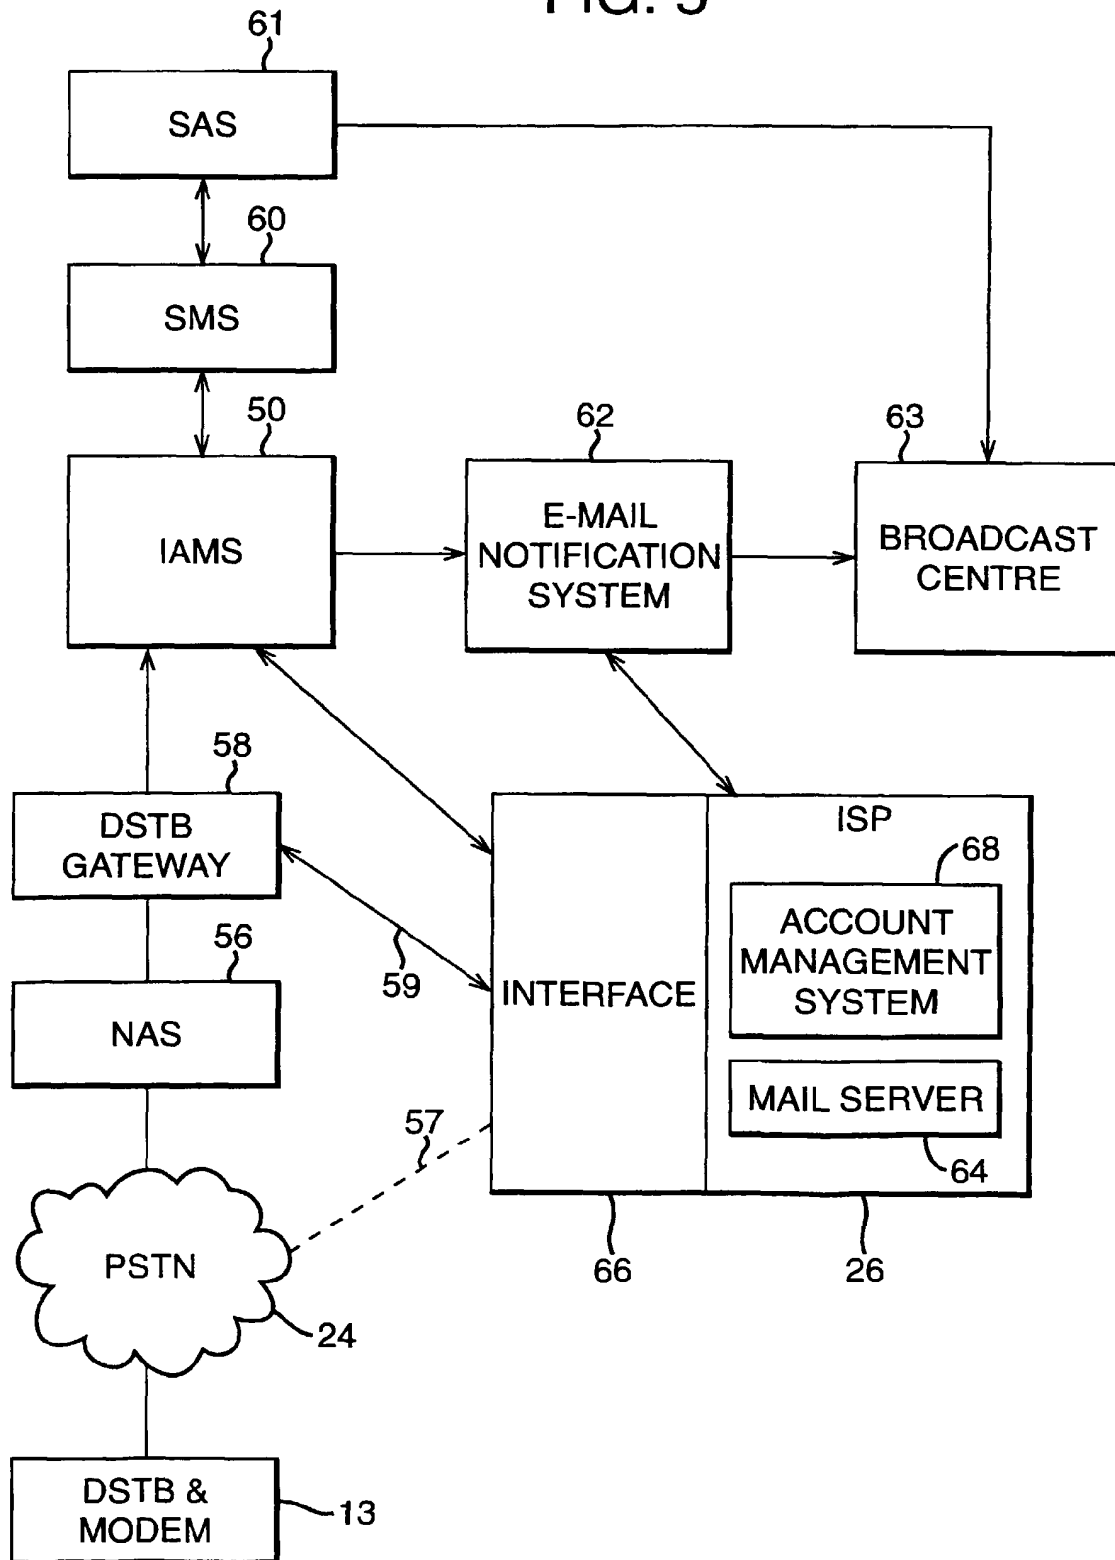 61
SAS
60
SMS
50
62
63
IAMS
E-MAIL
NOTIFICATION
SYSTEM
BROADCAST
CENTRE
58
DSTB
GATEWAY
ISP
68
ACCOUNT
MANAGEMENT
SYSTEM
56
59
INTERFACE
NAS
MAIL SERVER
57
64
PSTN
66
26
24
DSTB &
MODEM
13